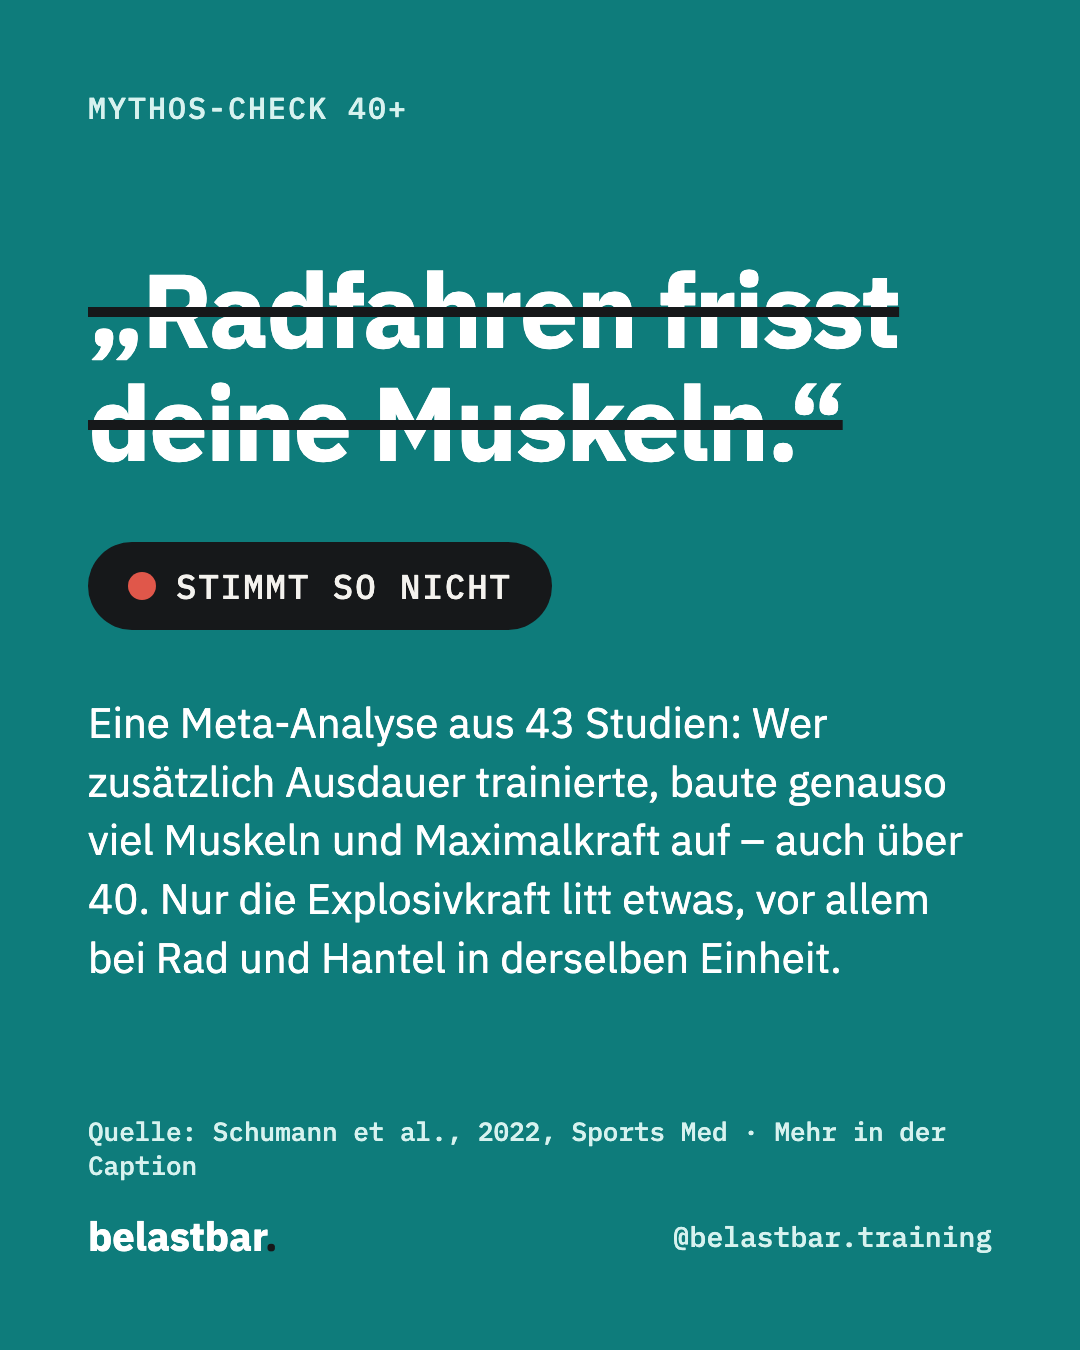 MYTHOS-CHECK 40+
„Radfahren frisst
deine Muskeln.“
STIMMT SO NICHT
Eine Meta-Analyse aus 43 Studien: Wer
zusätzlich Ausdauer trainierte, baute genauso
viel Muskeln und Maximalkraft auf – auch über
40. Nur die Explosivkraft litt etwas, vor allem
bei Rad und Hantel in derselben Einheit.
Quelle: Schumann et al., 2022, Sports Med · Mehr in der
Caption
belastbar.
@belastbar.training